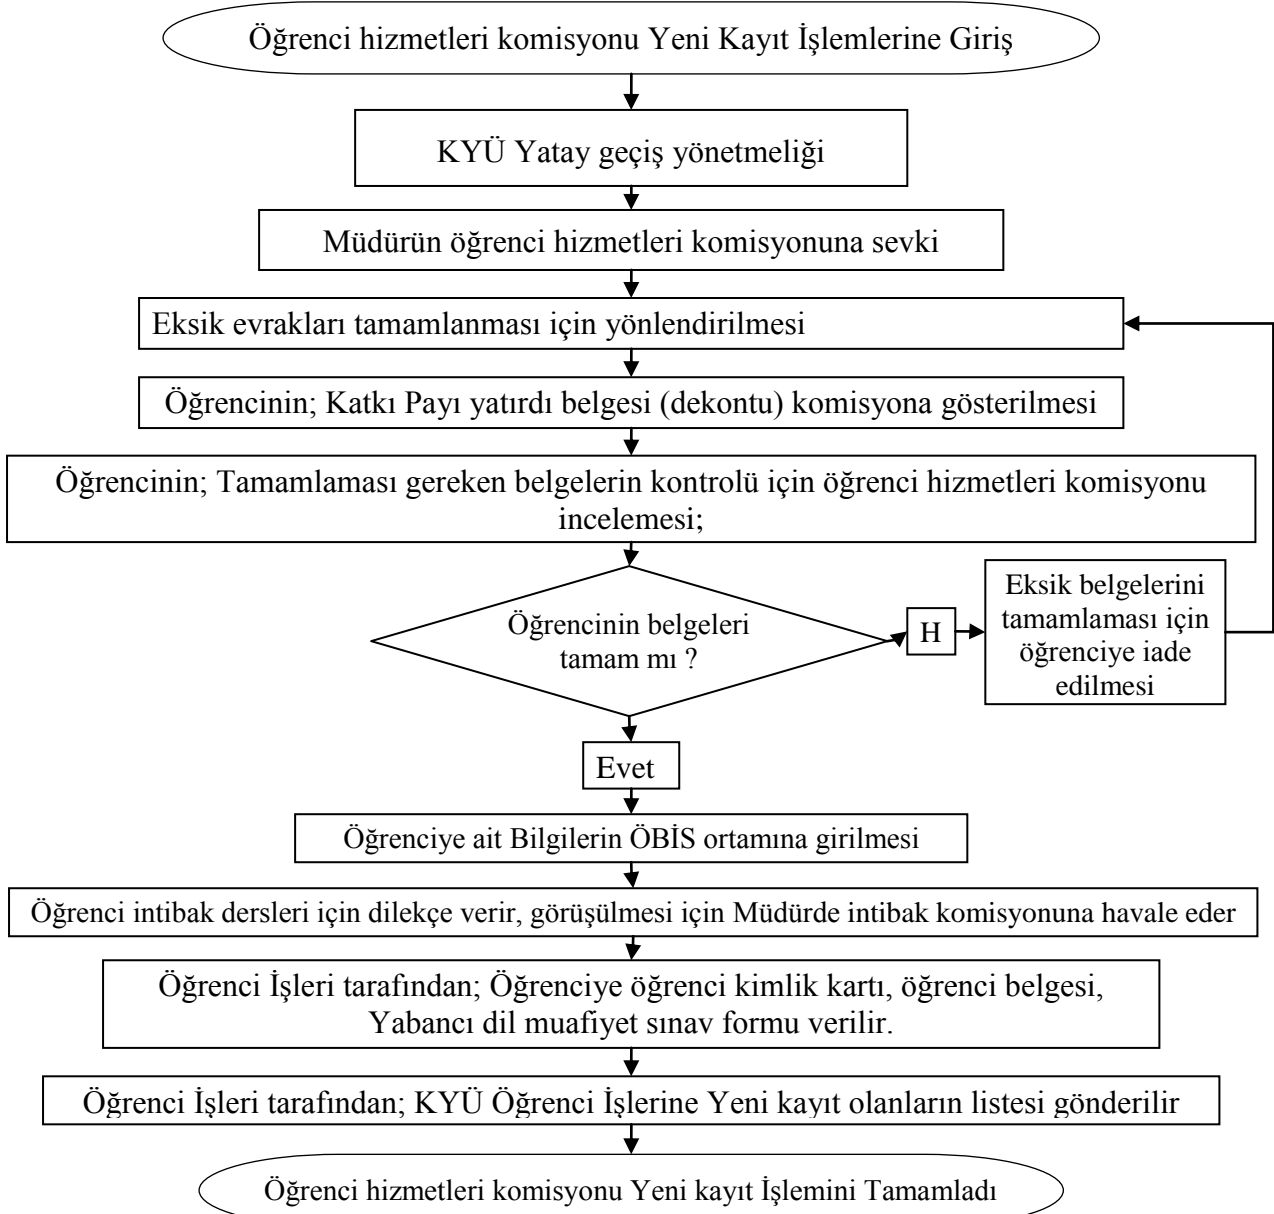 Öğrenci hizmetleri komisyonu Yeni Kayıt İşlemlerine Giriş
KYÜ Yatay geçiş yönetmeliği
Müdürün öğrenci hizmetleri komisyonuna sevki
Eksik evrakları tamamlanması için yönlendirilmesi
Öğrencinin; Katkı Payı yatırdı belgesi (dekontu) komisyona gösterilmesi
Öğrencinin; Tamamlaması gereken belgelerin kontrolü için öğrenci hizmetleri komisyonu
incelemesi;
Öğrencinin belgeleri
tamam mı ?
H
Eksik belgelerini
tamamlaması için
öğrenciye iade
edilmesi
Evet
Öğrenciye ait Bilgilerin ÖBİS ortamına girilmesi
Öğrenci intibak dersleri için dilekçe verir, görüşülmesi için Müdürde intibak komisyonuna havale eder
Öğrenci İşleri tarafından; Öğrenciye öğrenci kimlik kartı, öğrenci belgesi,
Yabancı dil muafiyet sınav formu verilir.
Öğrenci İşleri tarafından; KYÜ Öğrenci İşlerine Yeni kayıt olanların listesi gönderilir
Öğrenci hizmetleri komisyonu Yeni kayıt İşlemini Tamamladı